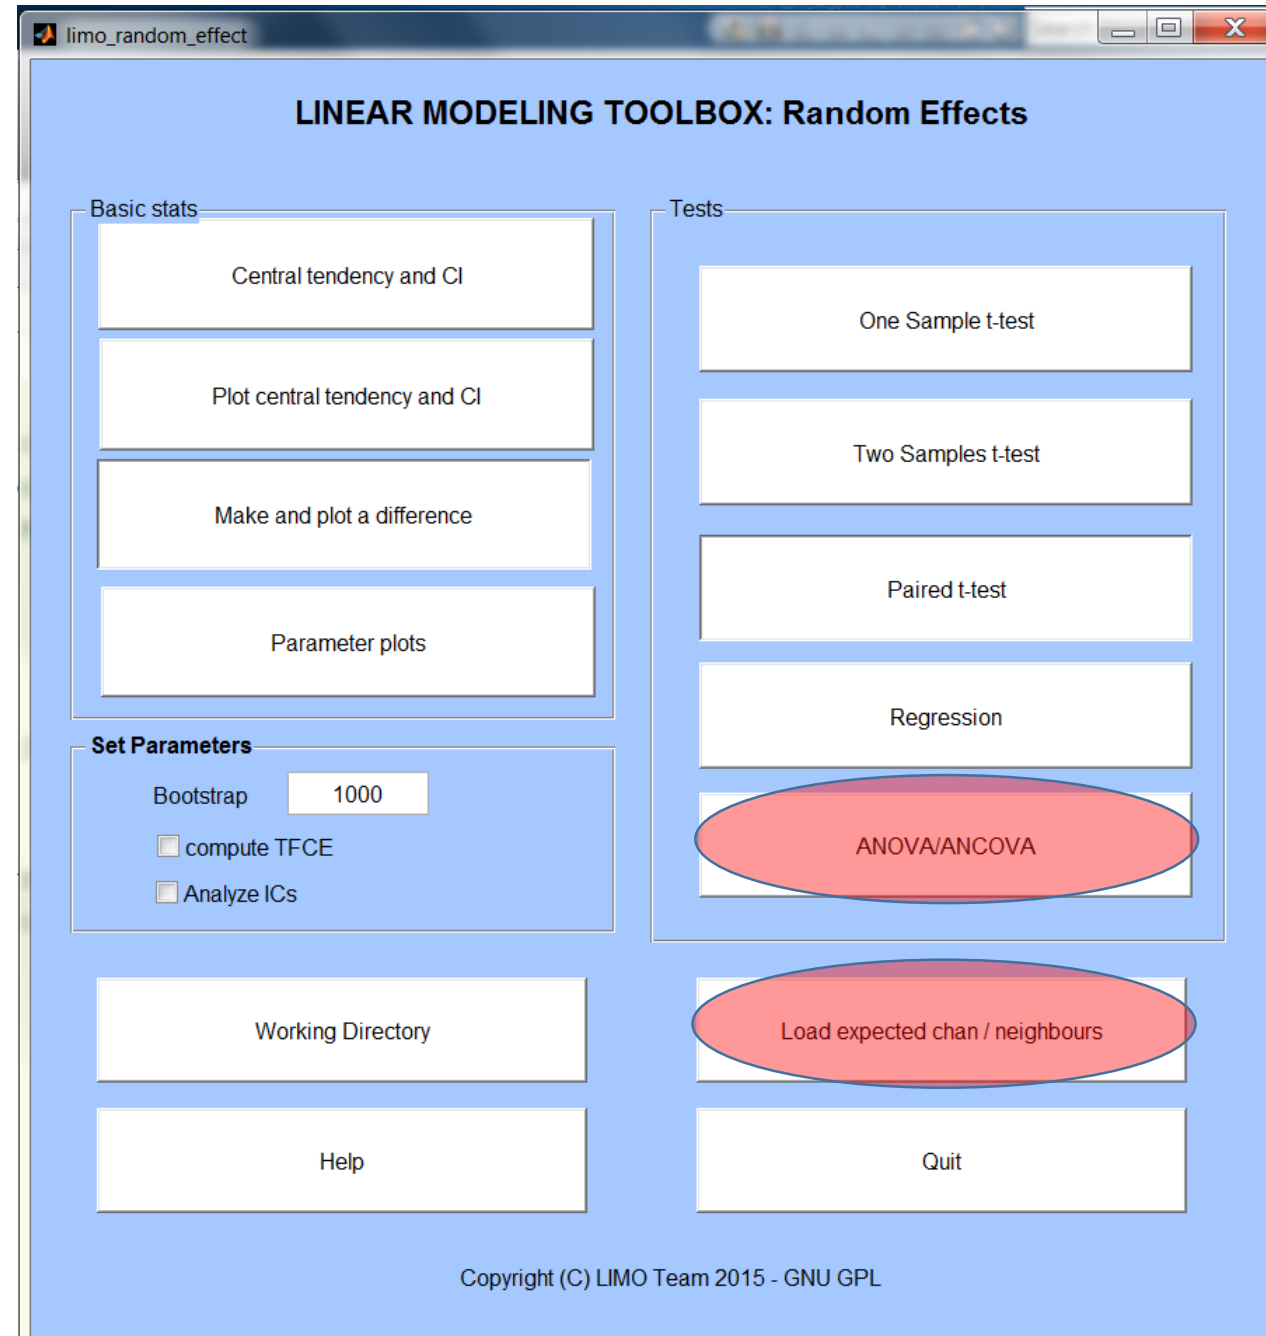 limo_random_effect
LINEAR MODELING TOOLBOX: Random Effects
Basic stats
Central tendency and CI
Plot central tendency and CI
Make and plot a difference
Parameter plots
Set Parameters
Bootstrap 1000
compute TFCE
Analyze ICs
Tests
One Sample t-test
Two Samples t-test
Paired t-test
Regression
ANOVA/ANCOVA
Working Directory
Load expected chan / neighbours
Help
Quit
Copyright (C) LIMO Team 2015 - GNU GPL